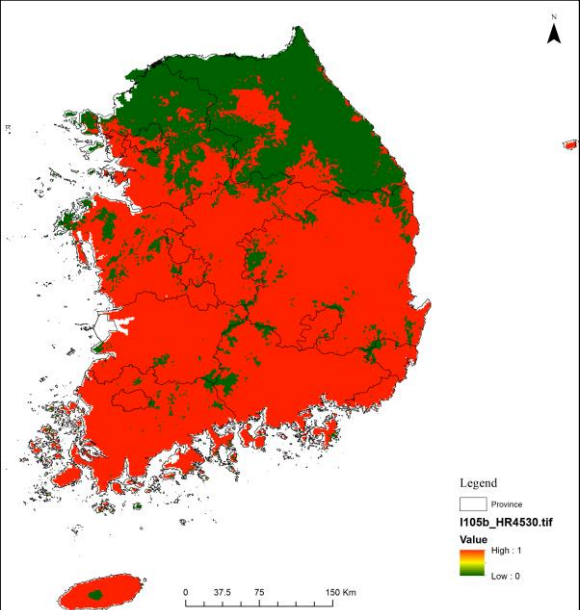 N
Legend
Province
I105b_HR4530.tif
Value
High : 1
Low : 0
0 37.5 75 150 Km